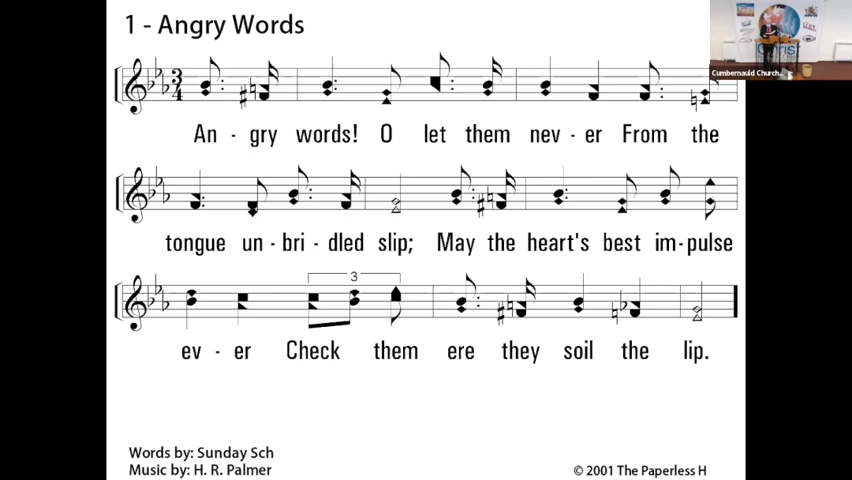 1 - Angry Words
Cumbernauld Church...
3
4
An - gry words! O let them nev - er From the
tongue un - bri - dled slip; May the heart's best im - pulse
3
ev - er Check them ere they soil the lip.
Words by: Sunday Sch
Music by: H. R. Palmer
© 2001 The Paperless H